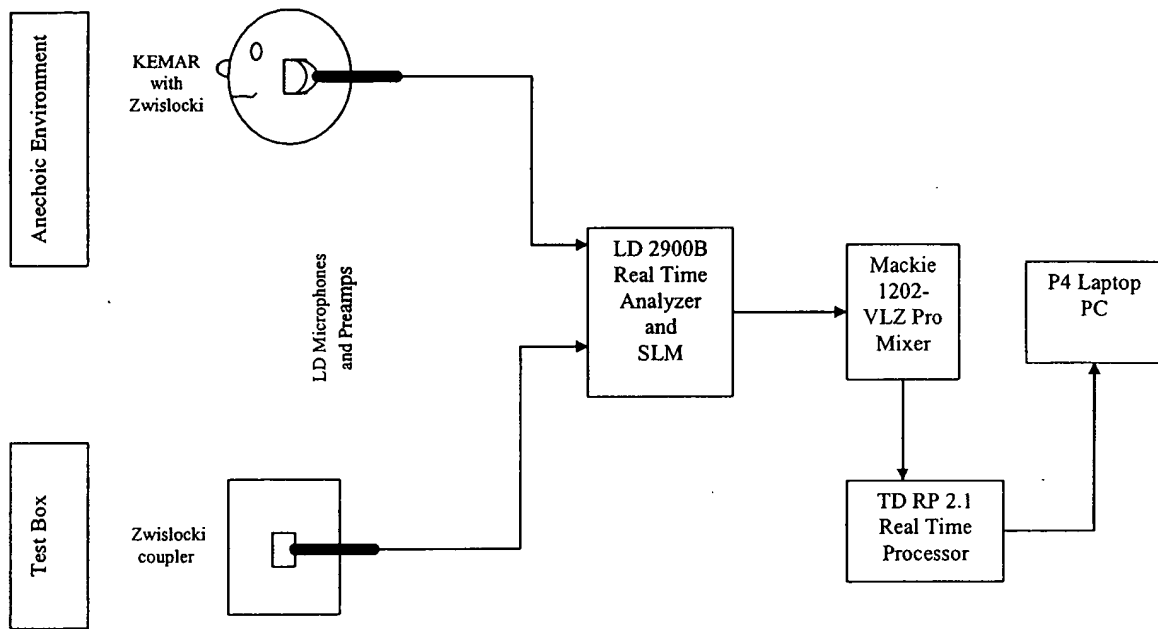 Anechoic Environment
KEMAR
with
Zwislocki
LD Microphones
and Preamps
LD 2900B
Real Time
Analyzer
and
SLM
Mackie
1202-
VLZ Pro
Mixer
P4 Laptop
PC
Test Box
Zwislocki
coupler
TD RP 2.1
Real Time
Processor